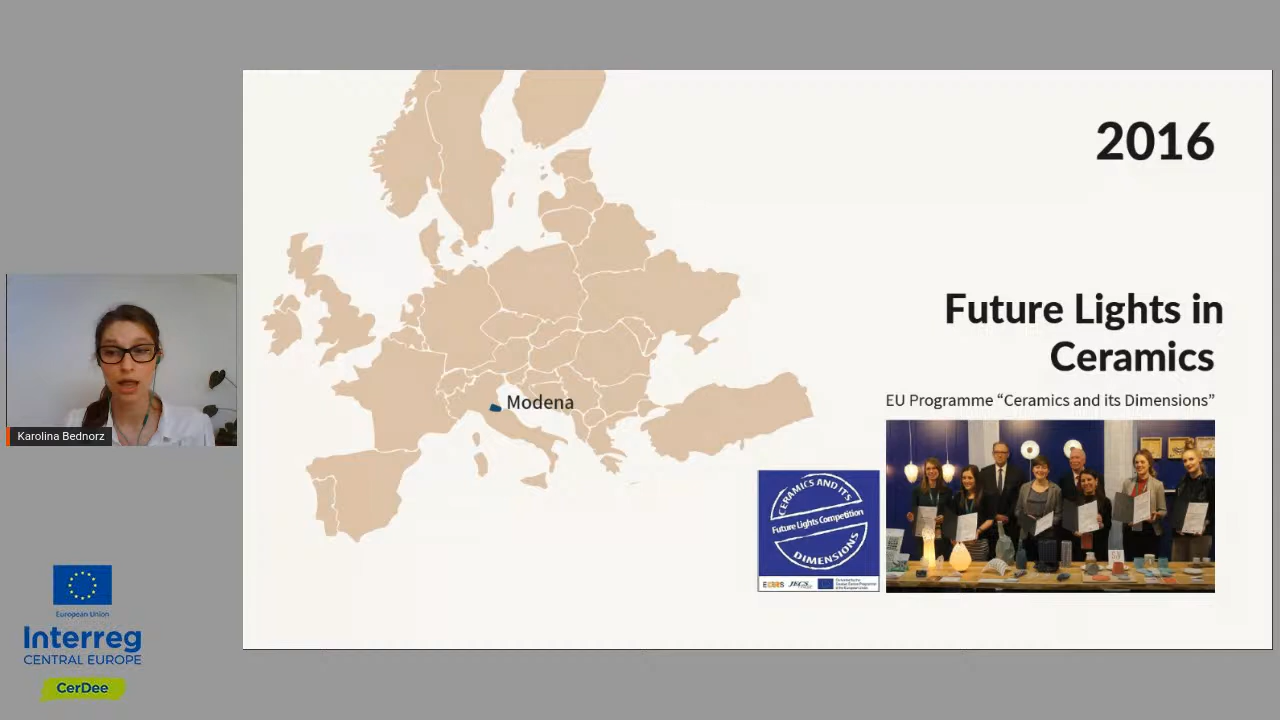 2016
Future Lights in
Ceramics
EU Programme “Ceramics and its Dimensions”
Modena
CERAMICS AND ITS
Future Lights Competition
DIMENSIONS
JECS
Karolina Bednorz
European Union
Interreg
CENTRAL EUROPE
CerDee